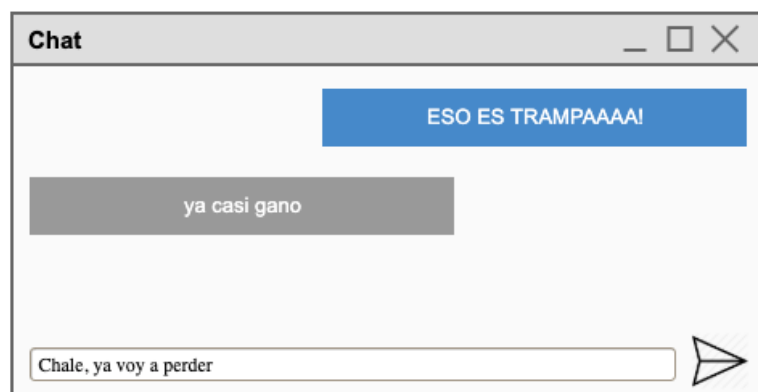 Chat
ESO ES TRAMPAAAA!
ya casi gano
Chale, ya voy a perder